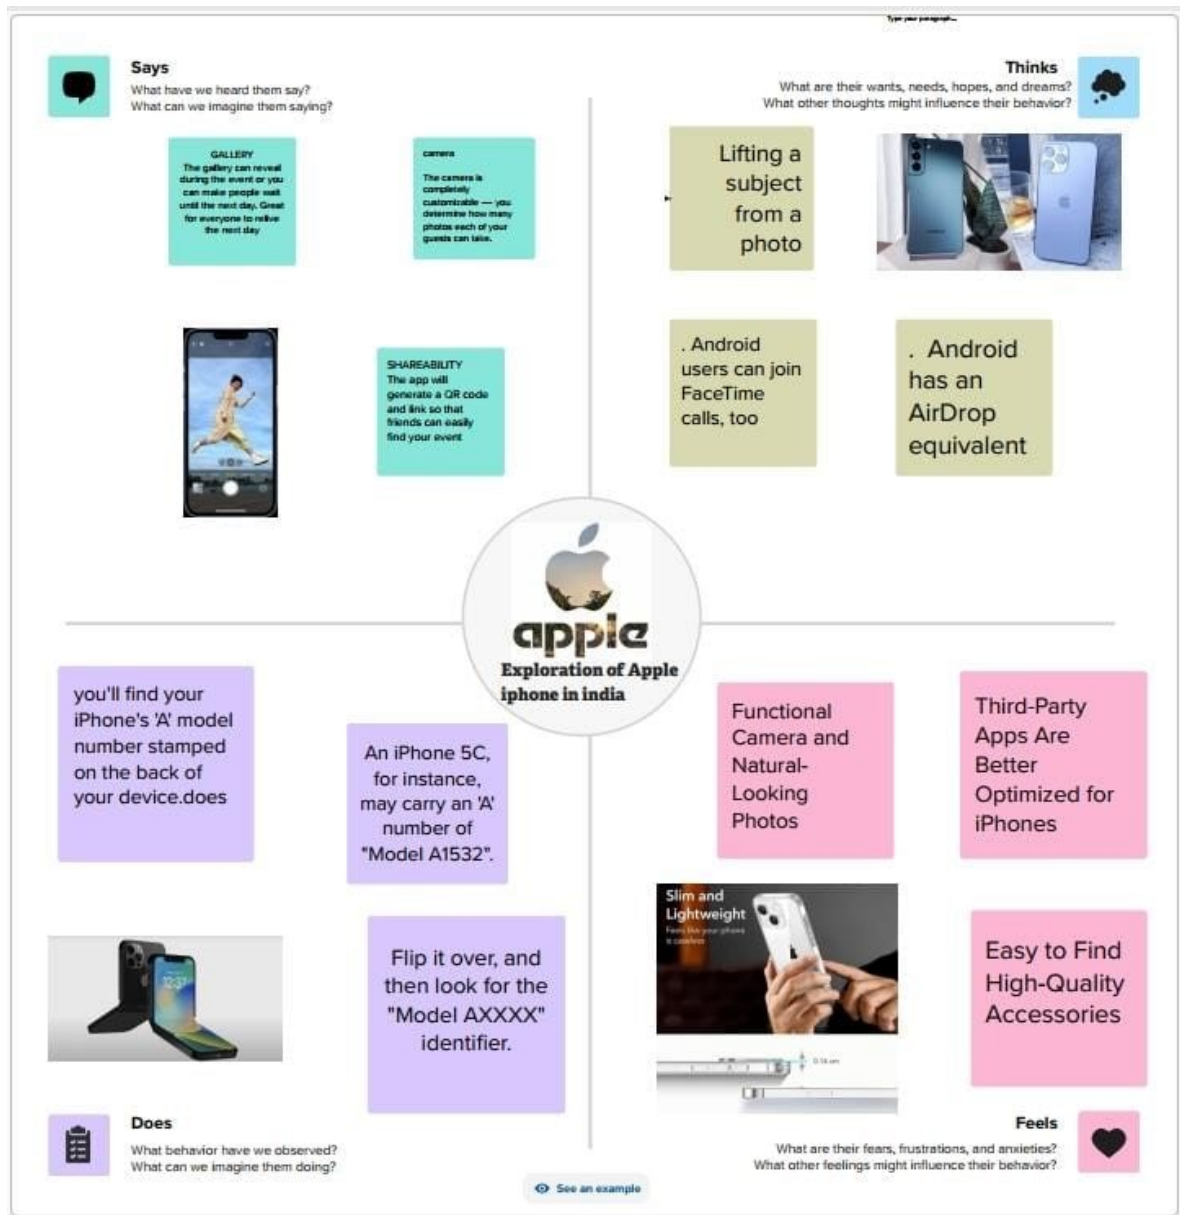 Type your paragraph...
Says
What have we heard them say?
What can we imagine them saying?
Thinks
What are their wants, needs, hopes, and dreams?
What other thoughts might influence their behavior?
GALLERY
The gallery can reveal
during the event or you
can make people wait
until the next day. Great
for everyone to relive
the next day
camera
The camera is
completely
customizable — you
determine how many
photos each of your
guests can take.
SHAREABILITY
The app will
generate a QR code
and link so that
friends can easily
find your event
Lifting a
subject
from a
photo
. Android
users can join
FaceTime
calls, too
. Android
has an
AirDrop
equivalent
apple
Exploration of Apple
iphone in india
you'll find your
iPhone's 'A' model
number stamped
on the back of
your device.does
An iPhone 5C,
for instance,
may carry an 'A'
number of
"Model A1532".
Flip it over, and
then look for the
"Model AXXXX"
identifier.
12:37
Functional
Camera and
Natural-
Looking
Photos
Third-Party
Apps Are
Better
Optimized for
iPhones
Slim and
Lightweight
Feels like your phone
is caseless
Easy to Find
High-Quality
Accessories
Does
What behavior have we observed?
What can we imagine them doing?
Feels
What are their fears, frustrations, and anxieties?
What other feelings might influence their behavior?
See an example